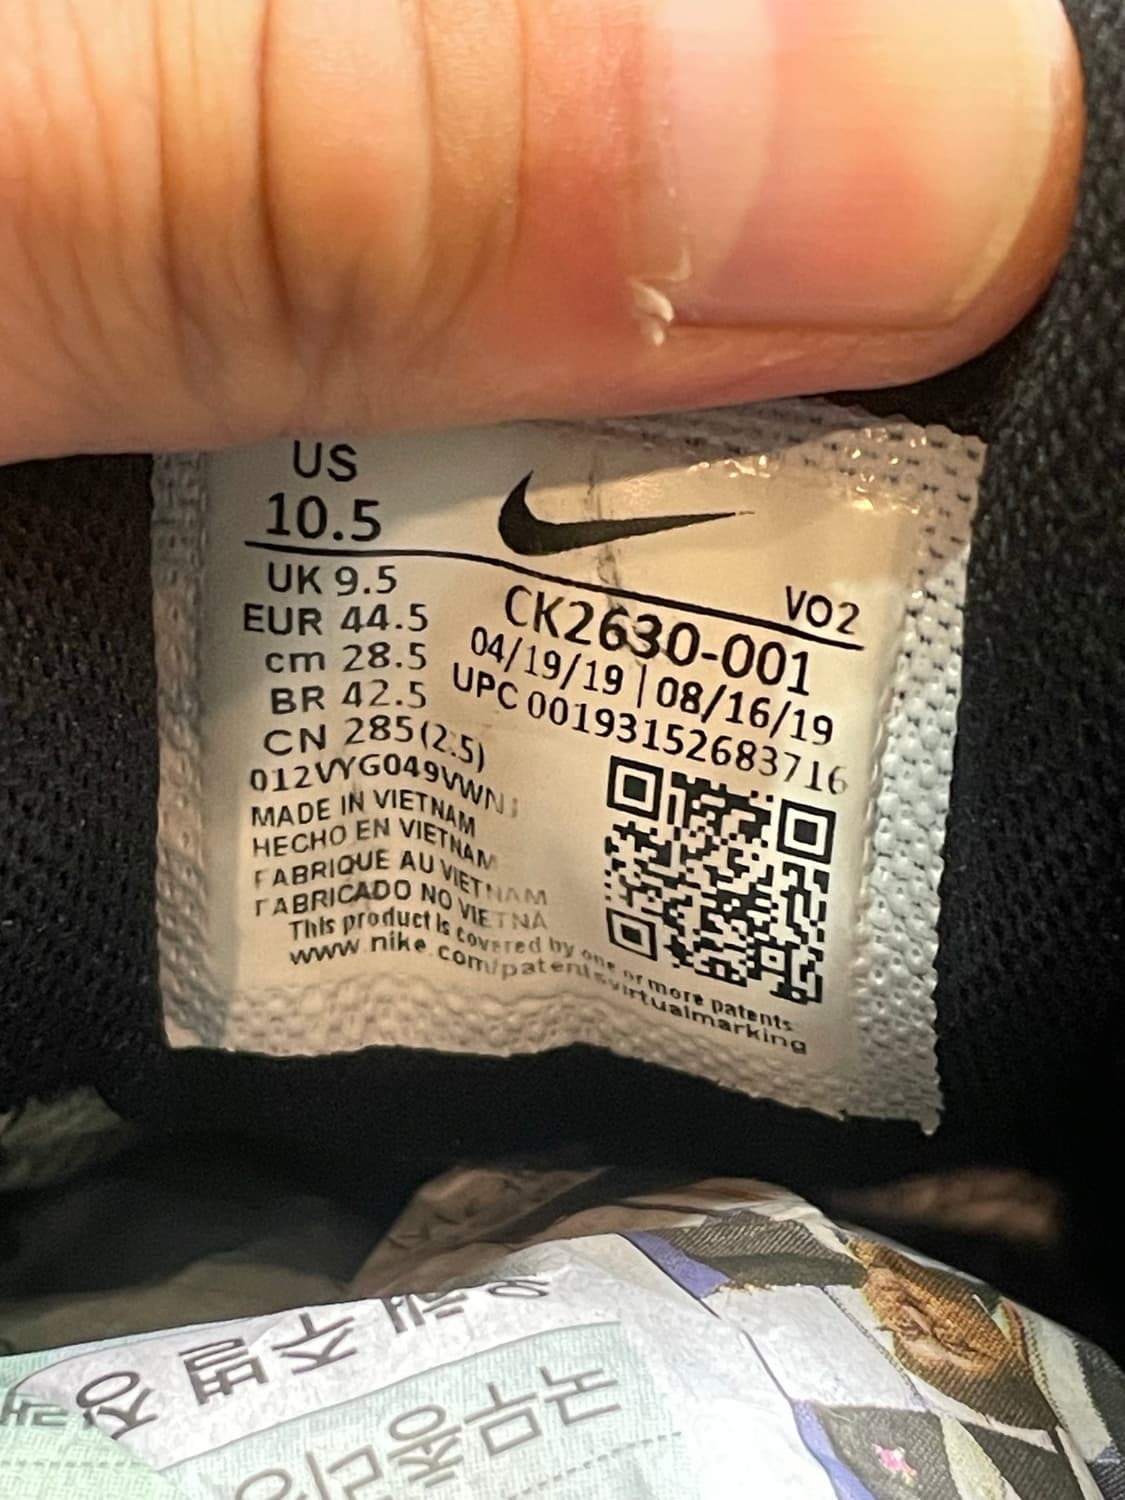 US
10.5
UK 9.5
EUR 44.5
cm 28.5
BR 42.5
CN 285(2.5)
VO2
CK2630-001
04/19/19 | 08/16/19
UPC 00193152683716
012VYG049VWN
MADE IN VIETNAM
HECHO EN VIETNAM
FABRIQUE AU VIETNAM
FABRICADO NO VIETNA
This product is covered by one or more patents
www.nike.com/patentsvirtualmarking